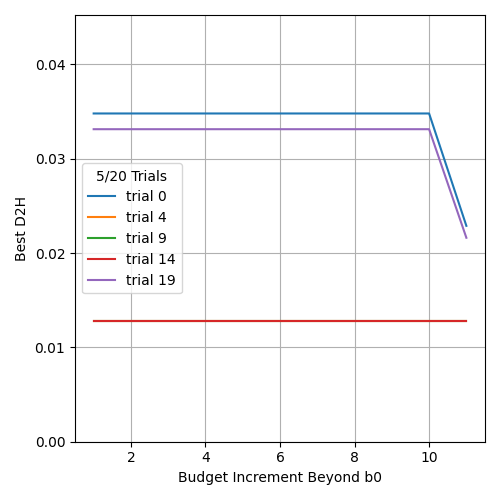 0.04
0.03
0.02
0.01
0.00
Best D2H
5/20 Trials
trial 0
trial 4
trial 9
trial 14
trial 19
2 4 6 8 10
Budget Increment Beyond b0